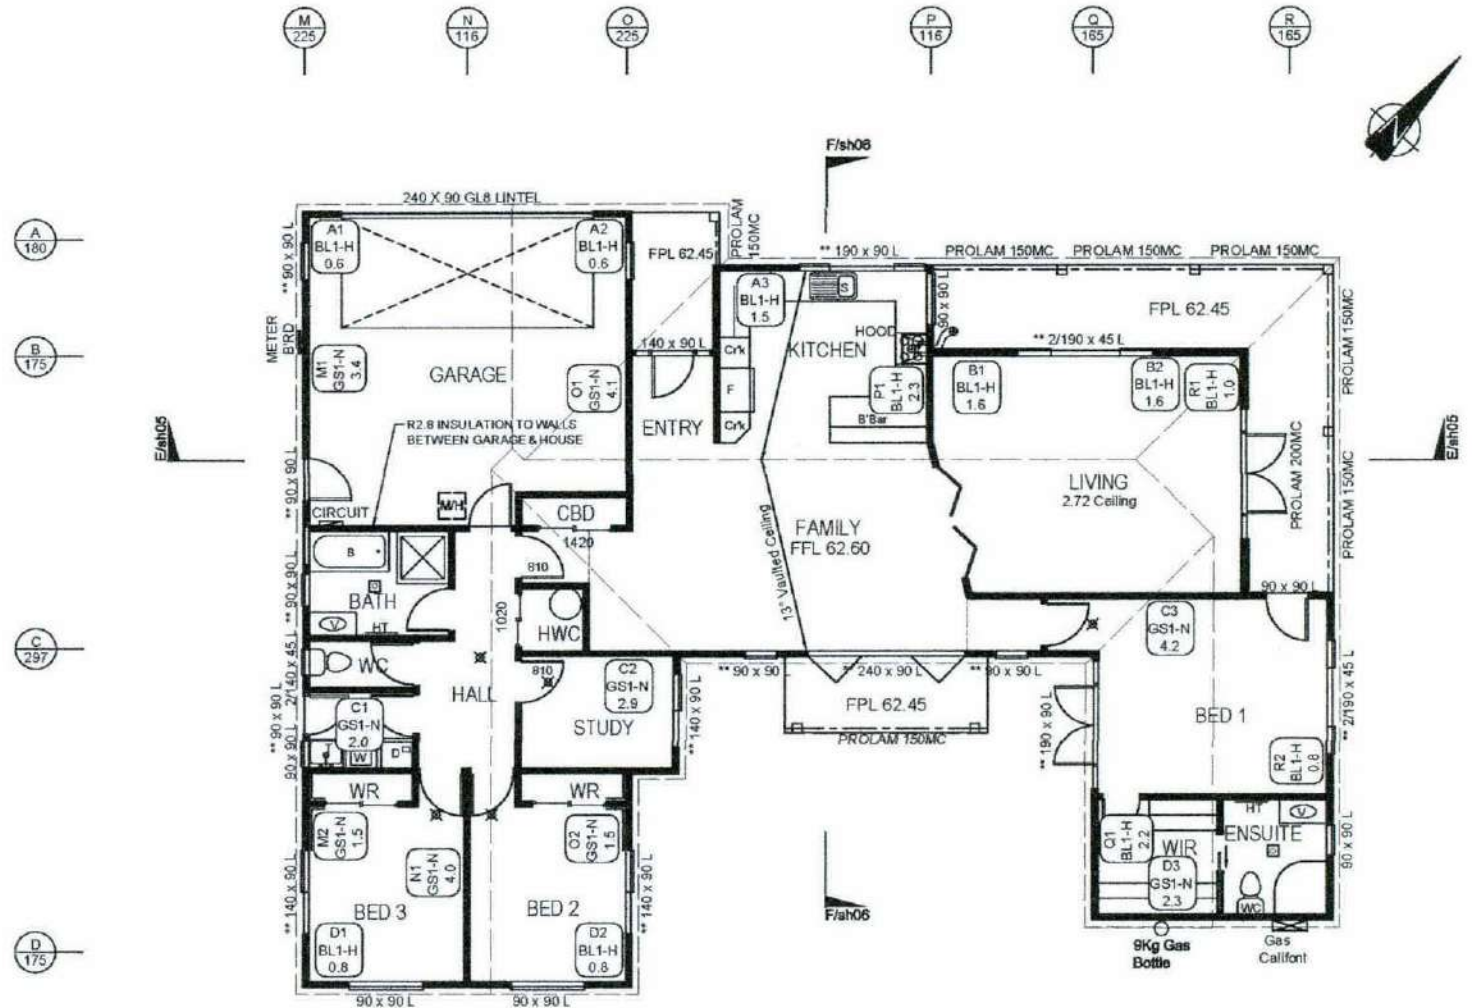 M
225
N
116
O
225
P
116
Q
165
R
165
N
F/sh06
A
180
240 X 90 GL8 LINTEL
PROLAM
150MC
** 190 x 90 L
PROLAM 150MC
PROLAM 150MC
PROLAM 150MC
A1
BL1-H
0.6
A2
BL1-H
0.6
** 90 x 90 L
FPL 62.45
A3
BL1-H
1.5
S
90 x 90 L
FPL 62.45
HOOD
** 2/190 x 45 L
PROLAM 150MC
METER
B'RD
B
175
140 x 90 L
Cr'k
KITCHEN
M1
GS1-N
3.4
GARAGE
O1
GS1-N
4.1
F
P1
BL1-H
2.3
B1
BL1-H
1.6
B2
BL1-H
1.6
R1
BL1-H
1.0
R2.8 INSULATION TO WALLS
BETWEEN GARAGE & HOUSE
ENTRY
Cr'k
B'Bar
E/sh05
E/sh05
** 90 x 90 L
LIVING
2.72 Ceiling
PROLAM 200MC
PROLAM 150MC
CIRCUIT
M/H
CBD
1420
FAMILY
FFL 62.60
13° Vaulted Ceiling
B
** 90 x 90 L
BATH
810
90 x 90 L
V
HT
1020
HWC
C
297
C3
GS1-N
4.2
WC
2/140 x 45 L
810
C2
GS1-N
2.9
** 90 x 90 L
** 240 x 90 L
** 90 x 90 L
** 90 x 90 L
C1
GS1-N
2.0
HALL
STUDY
** 140 x 90 L
FPL 62.45
PROLAM 150MC
** 190 x 90 L
BED 1
** 2/190 x 45 L
90 x 90 L
T
W
D
R2
BL1-H
0.8
WR
WR
M2
GS1-N
1.5
O2
GS1-N
1.5
HT
V
ENSUITE
Q1
BL1-H
2.2
WIR
90 x 90 L
N1
GS1-N
4.0
D3
GS1-N
2.3
** 140 x 90 L
BED 3
BED 2
** 140 x 90 L
F/sh06
WC
D
175
D1
BL1-H
0.8
D2
BL1-H
0.8
9Kg Gas
Bottle
Gas
Califont
90 x 90 L
90 x 90 L